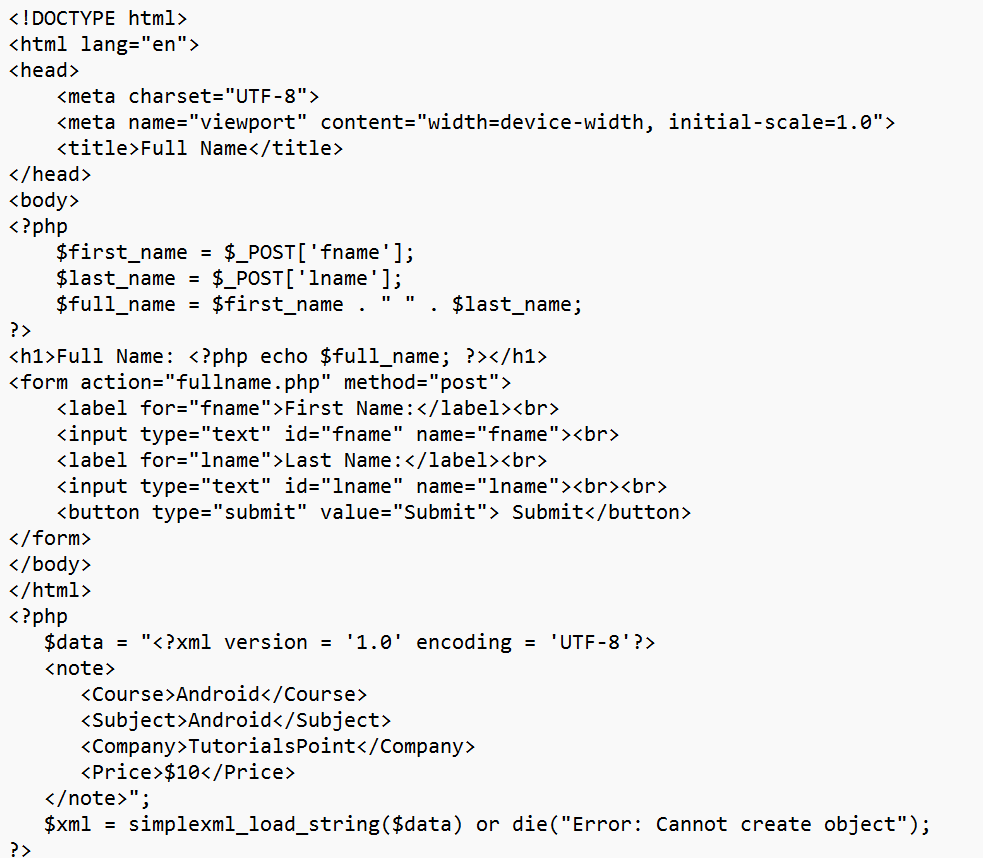 <!DOCTYPE html>
<html lang="en">
<head>
    <meta charset="UTF-8">
    <meta name="viewport" content="width=device-width, initial-scale=1.0">
    <title>Full Name</title>
</head>
<body>
<?php
    $first_name = $_POST['fname'];
    $last_name = $_POST['lname'];
    $full_name = $first_name . " " . $last_name;
?>
<h1>Full Name: <?php echo $full_name; ?></h1>
<form action="fullname.php" method="post">
    <label for="fname">First Name:</label><br>
    <input type="text" id="fname" name="fname"><br>
    <label for="lname">Last Name:</label><br>
    <input type="text" id="lname" name="lname"><br><br>
    <button type="submit" value="Submit"> Submit</button>
</form>
</body>
</html>
<?php
   $data = "<?xml version = '1.0' encoding = 'UTF-8'?>
   <note>
      <Course>Android</Course>
      <Subject>Android</Subject>
      <Company>TutorialsPoint</Company>
      <Price>$10</Price>
   </note>";
   $xml = simplexml_load_string($data) or die("Error: Cannot create object");
?>